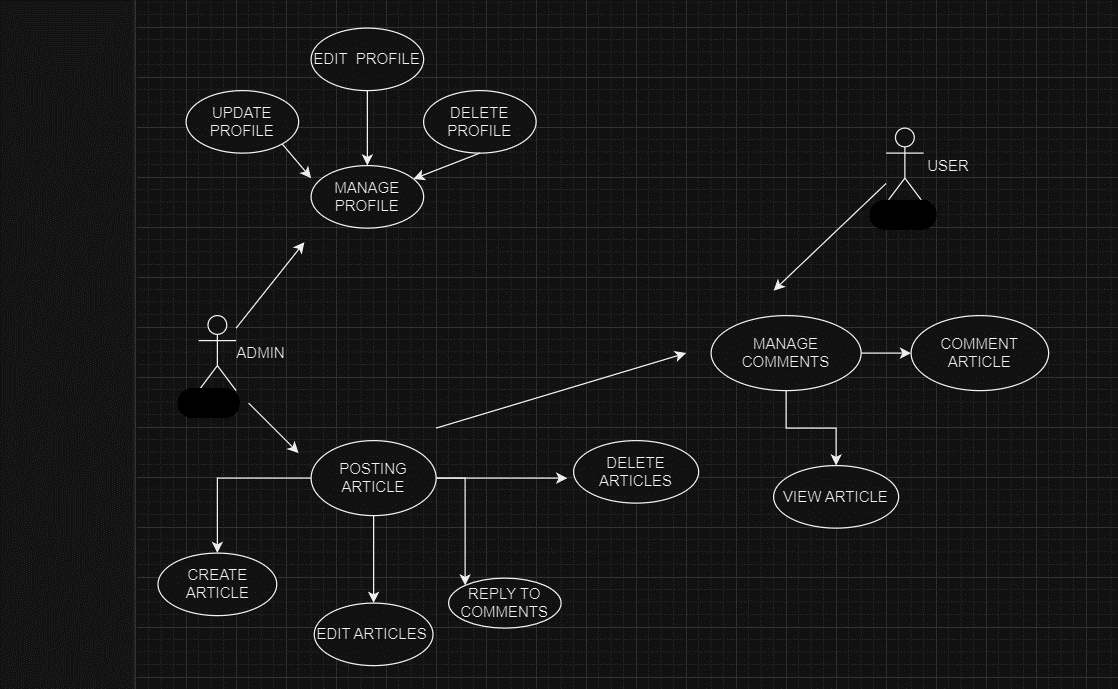 EDIT PROFILE
UPDATE
PROFILE
DELETE
PROFILE
MANAGE
PROFILE
USER
ADMIN
MANAGE
COMMENTS
COMMENT
ARTICLE
POSTING
ARTICLE
DELETE
ARTICLES
VIEW ARTICLE
CREATE
ARTICLE
REPLY TO
COMMENTS
EDIT ARTICLES